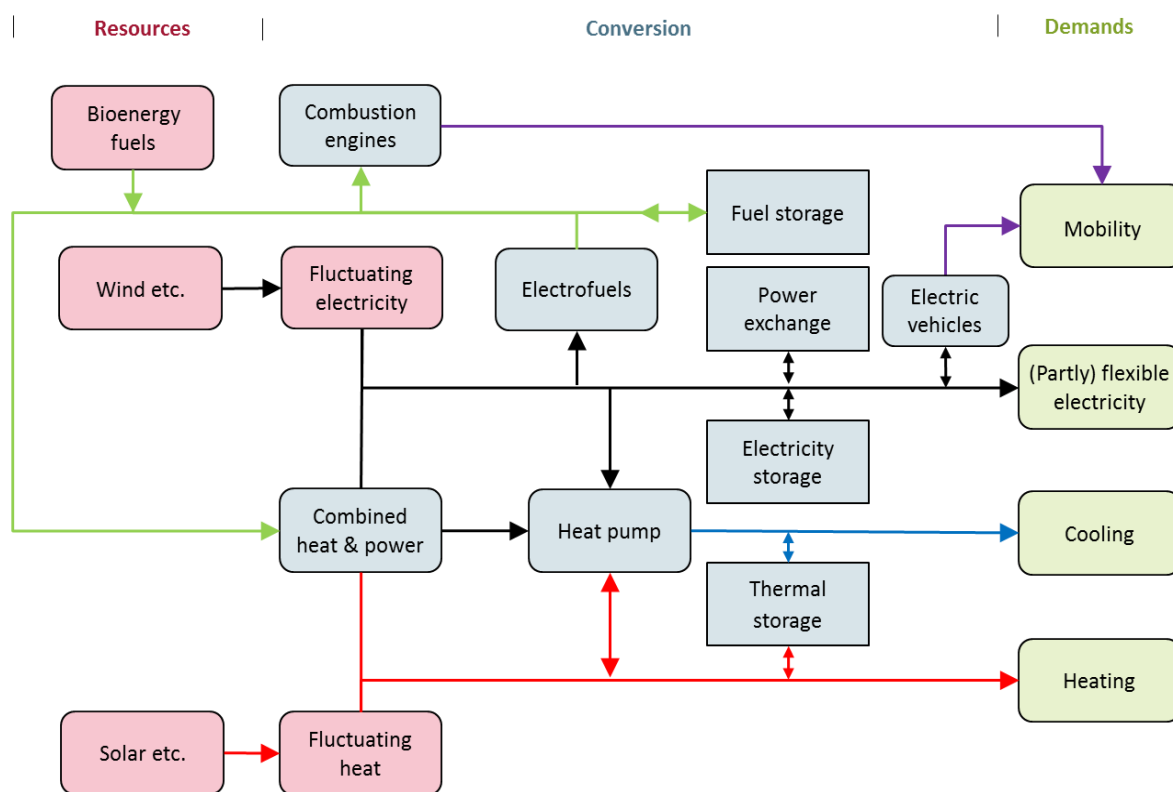 Resources
Conversion
Demands
Bioenergy
fuels
Combustion
engines
Fuel storage
Mobility
Wind etc.
Fluctuating
electricity
Electrofuels
Power
exchange
Electric
vehicles
(Partly) flexible
electricity
Electricity
storage
Combined
heat & power
Heat pump
Cooling
Thermal
storage
Heating
Solar etc.
Fluctuating
heat